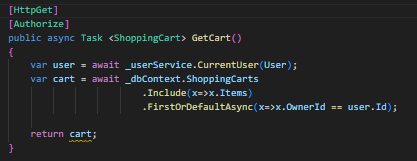 [HttpGet]
[Authorize]
public async Task <ShoppingCart> GetCart()
{
    var user = await _userService.CurrentUser(User);
    var cart = await _dbContext.ShoppingCarts
                    .Include(x=>x.Items)
                    .FirstOrDefaultAsync(x=>x.OwnerId == user.Id);
    return cart;
}